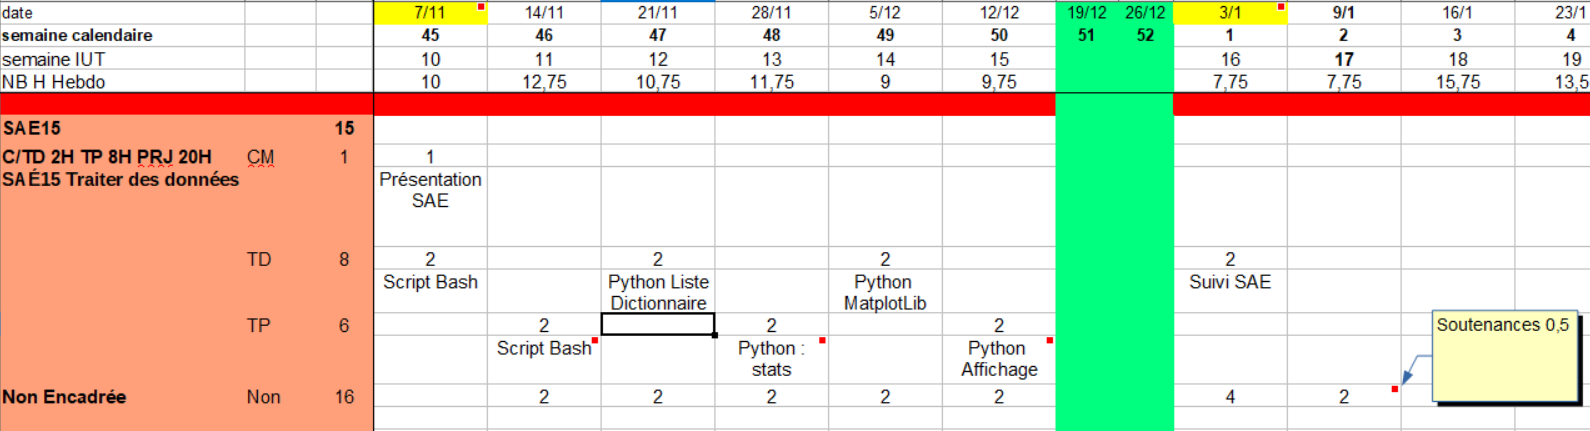 date 7/11 14/11 21/11 28/11 5/12 12/12 19/12 26/12 3/1 9/1 16/1 23/1
semaine calendaire 45 46 47 48 49 50 51 52 1 2 3 4
semaine IUT 10 11 12 13 14 15 16 17 18 19
NB H Hebdo 10 12,75 10,75 11,75 9 9,75 7,75 7,75 15,75 13,5
SAE15 15
C/TD 2H TP 8H PRJ 20H CM 1 1
SAÉ15 Traiter des données Présentation
SAE
TD 8 2 2 2 2
Script Bash Python Liste Python Suivi SAE
Dictionnaire MatplotLib
TP 6 2 2 2 Soutenances 0,5
Script Bash Python : Python
stats Affichage
Non Encadrée Non 16 2 2 2 2 2 4 2